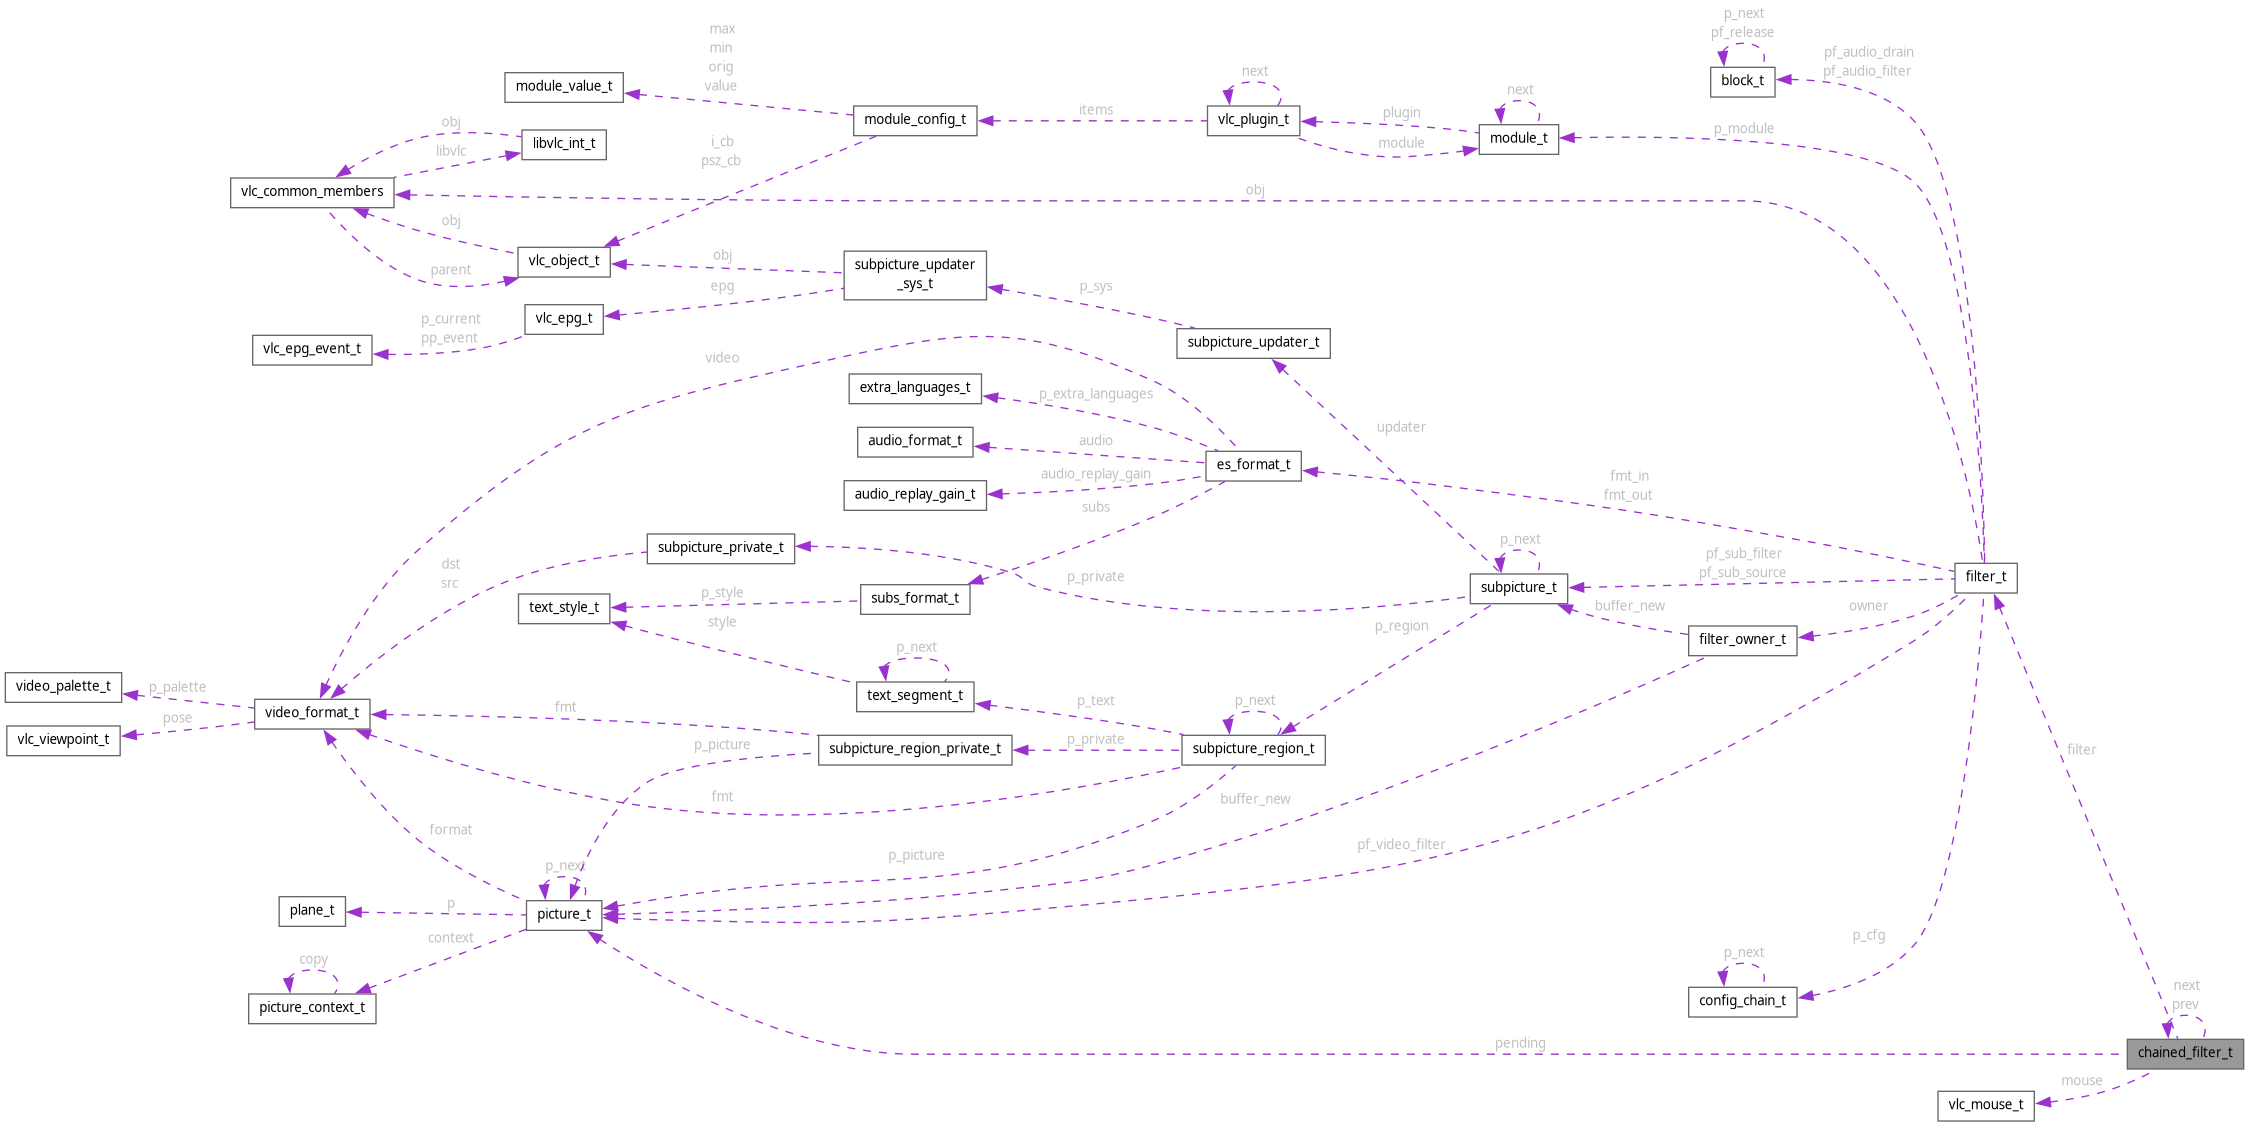 p_next
pf_release
max
min
orig
value
pf_audio_drain
pf_audio_filter
module_value_t
next
block_t
next
items
module_config_t
vlc_plugin_t
plugin
module_t
p_module
obj
libvlc_int_t
libvlc
i_cb
psz_cb
module
vlc_common_members
obj
obj
parent
vlc_object_t
obj
subpicture_updater
_sys_t
epg
p_sys
vlc_epg_t
p_current
pp_event
vlc_epg_event_t
subpicture_updater_t
video
extra_languages_t
p_extra_languages
audio_format_t
audio
updater
es_format_t
audio_replay_gain
audio_replay_gain_t
fmt_in
fmt_out
subs
subpicture_private_t
p_next
dst
src
p_private
pf_sub_filter
pf_sub_source
filter_t
subpicture_t
text_style_t
p_style
subs_format_t
style
buffer_new
owner
p_region
filter_owner_t
p_next
video_palette_t
p_palette
text_segment_t
p_text
p_next
video_format_t
pose
fmt
vlc_viewpoint_t
p_picture
subpicture_region_private_t
p_private
subpicture_region_t
filter
fmt
buffer_new
format
p_picture
pf_video_filter
p_next
plane_t
p
picture_t
context
p_cfg
copy
p_next
picture_context_t
config_chain_t
next
prev
pending
chained_filter_t
mouse
vlc_mouse_t